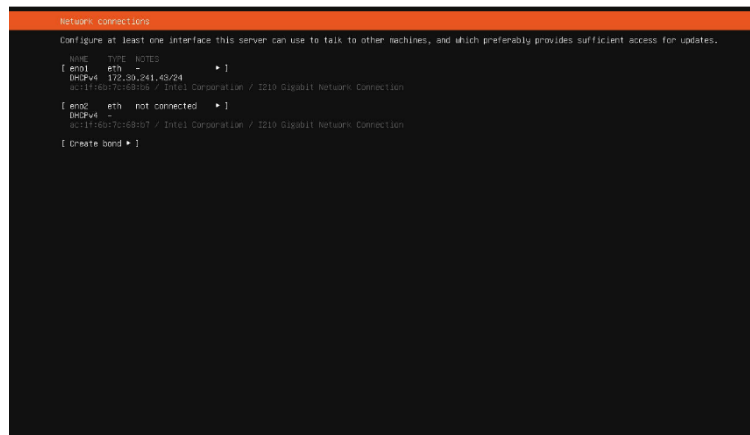 Network connections
Configure at least one interface this server can use to talk to other machines, and which preferably provides sufficient access for updates.
NAME TYPE NOTES
[ eno1 eth - ▸ ]
DHCPv4 172.30.241.43/24
ac:1f:6b:7c:68:b6 / Intel Corporation / I210 Gigabit Network Connection
[ eno2 eth not connected ▸ ]
DHCPv4 -
ac:1f:6b:7c:68:b7 / Intel Corporation / I210 Gigabit Network Connection
[ Create bond ▸ ]